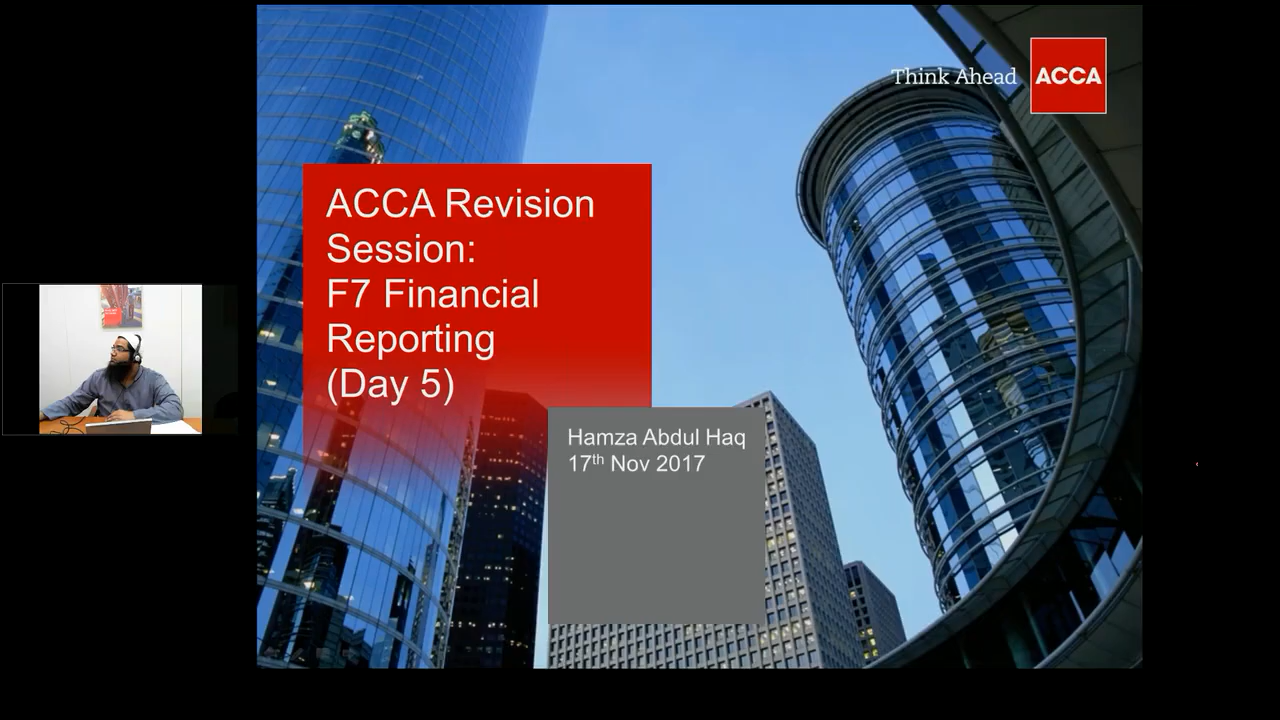 Think Ahead
ACCA
ACCA Revision
Session:
F7 Financial
Reporting
(Day 5)
Hamza Abdul Haq
17th Nov 2017